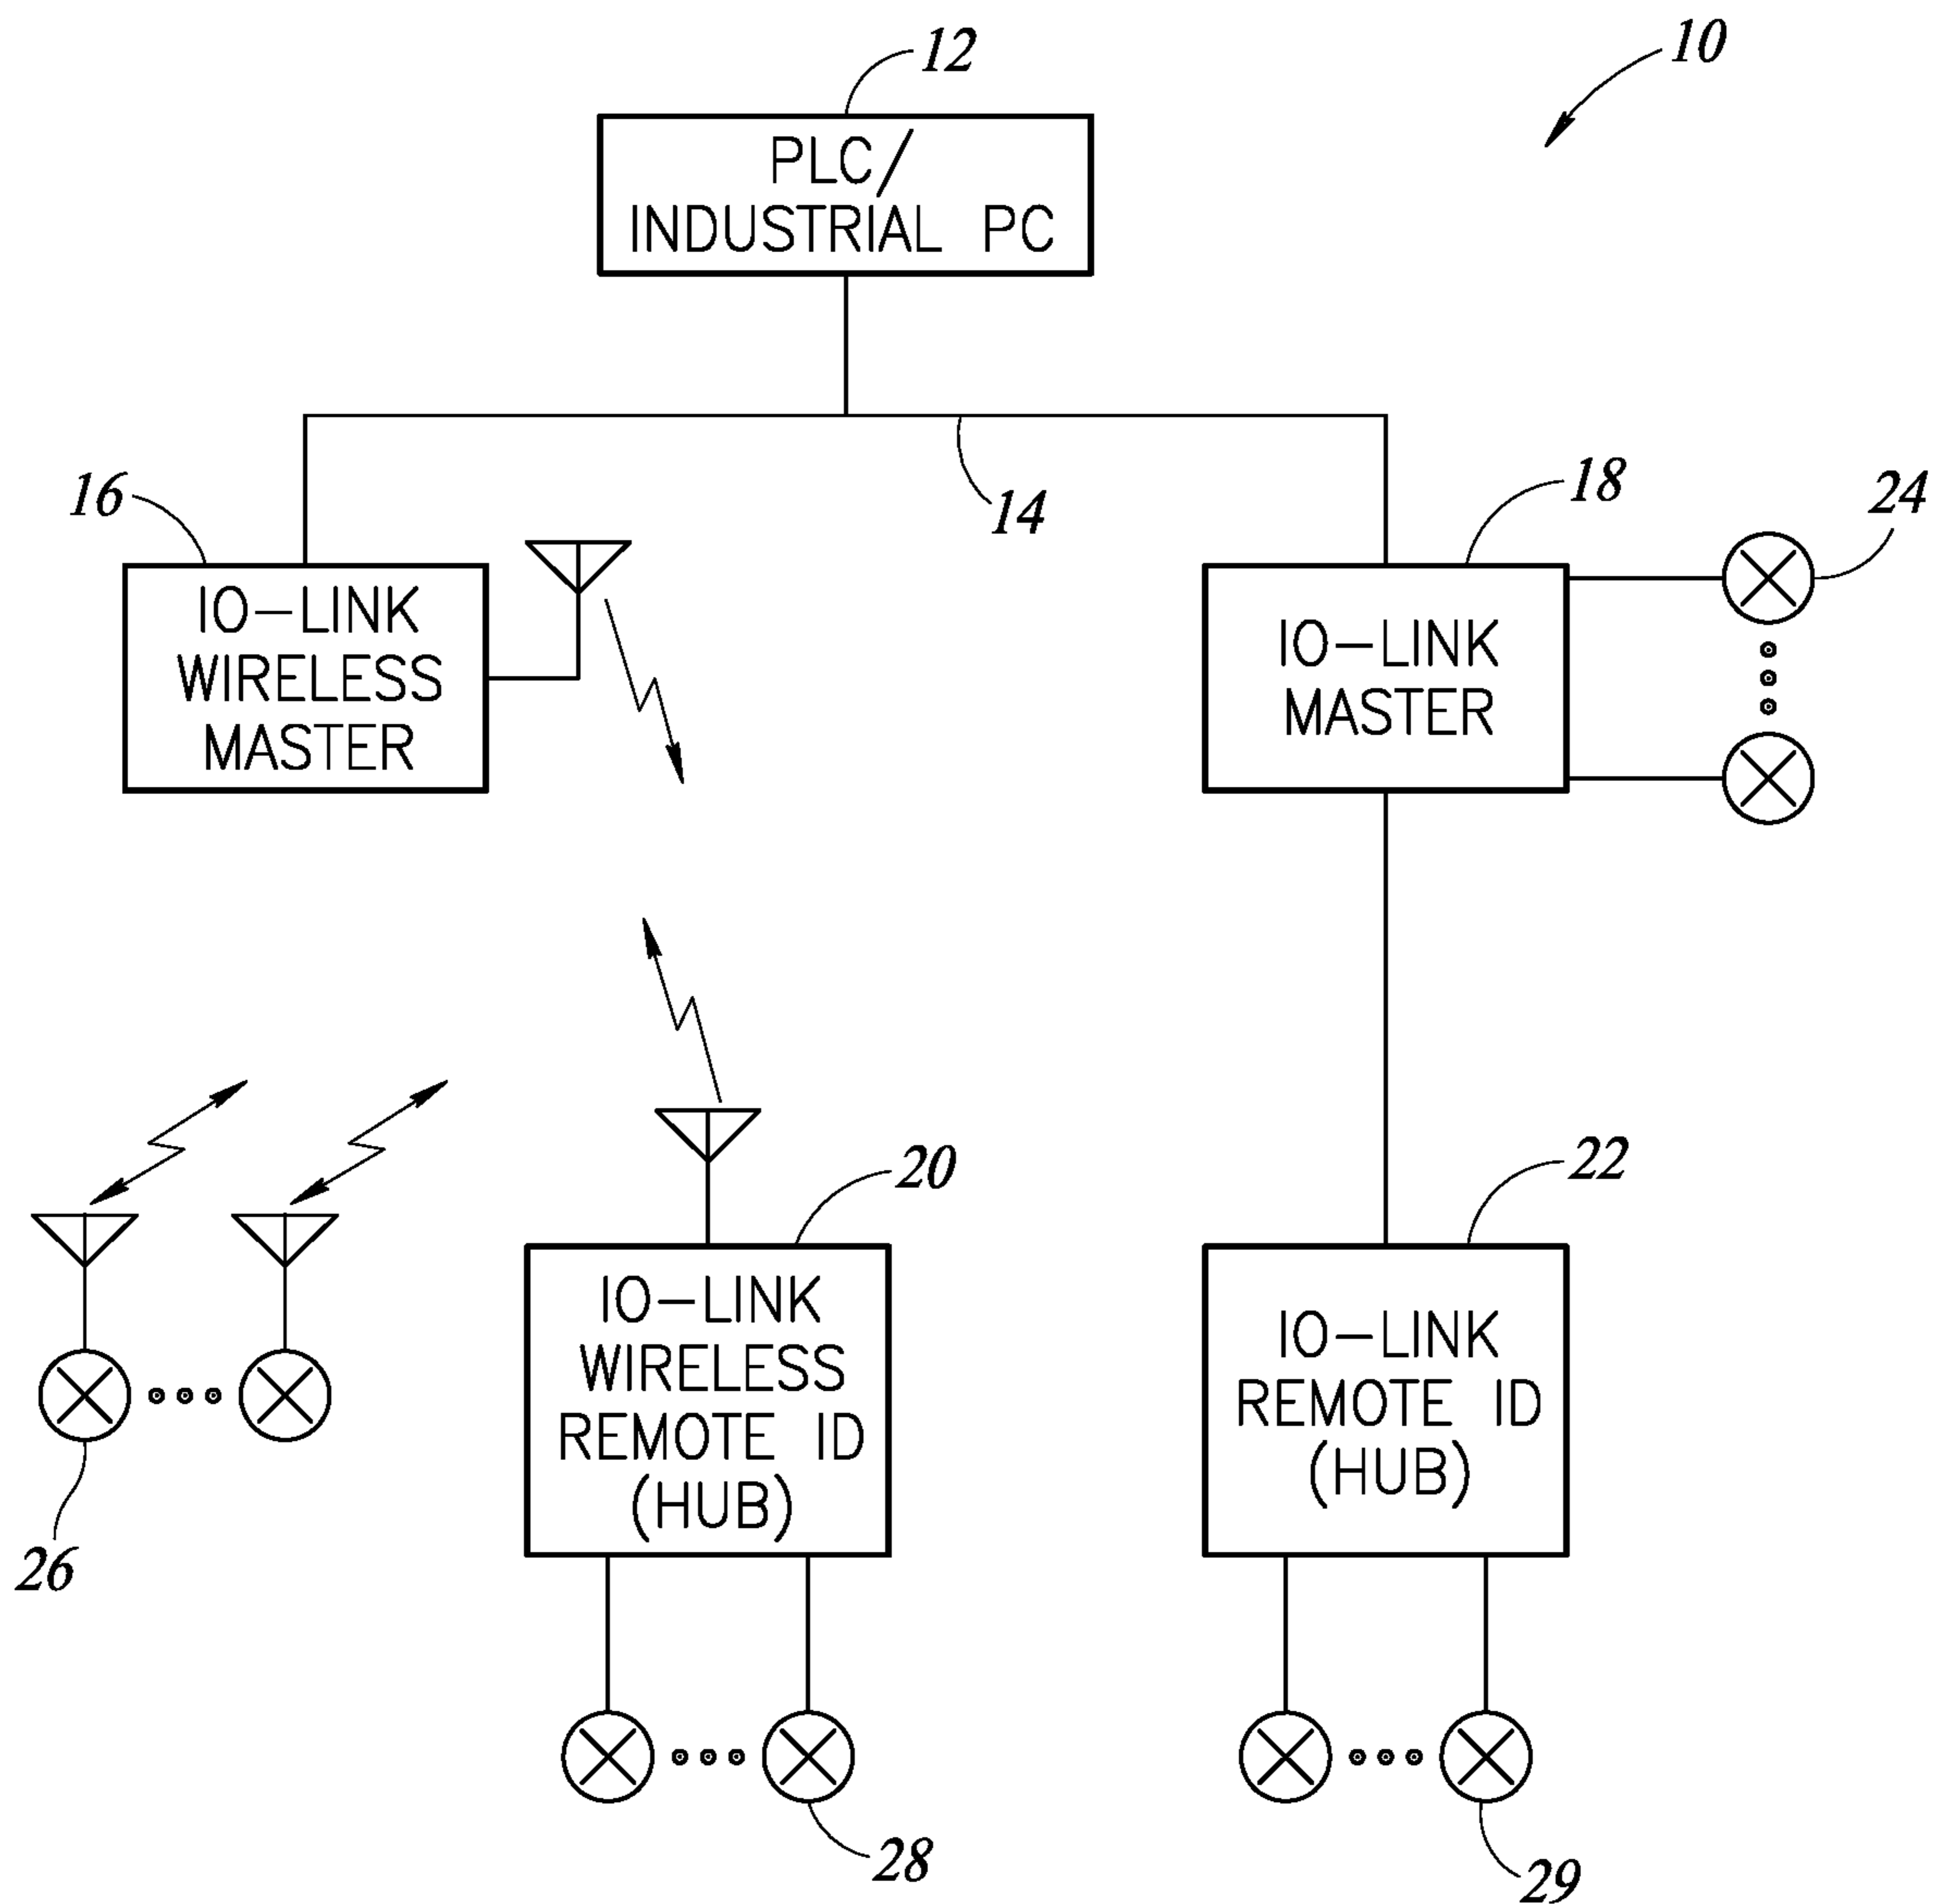 12
10
PLC/
INDUSTRIAL PC
16
14
18
24
IO-LINK
WIRELESS
MASTER
IO-LINK
MASTER
20
22
IO-LINK
WIRELESS
REMOTE ID
(HUB)
IO-LINK
REMOTE ID
(HUB)
26
28
29